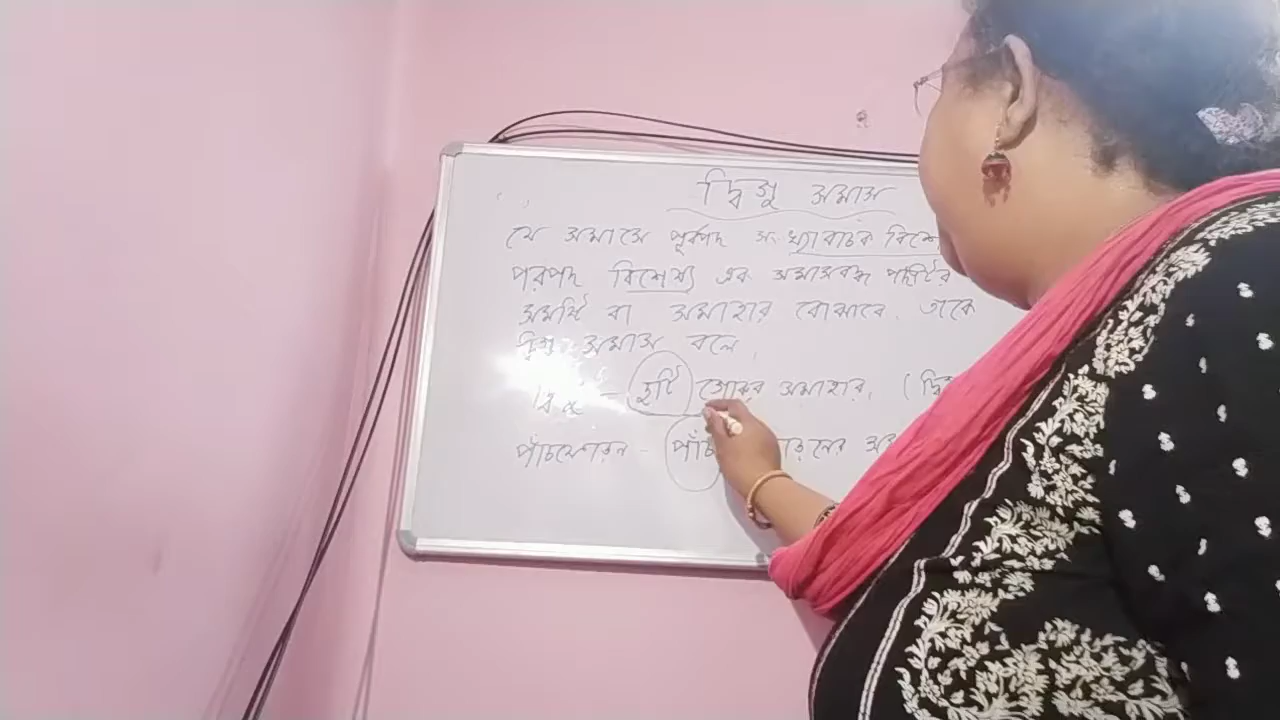 দ্বিগু সমাস
যে সমাসে পূর্বপদ সংখ্যাবাচক বিশে
পরপদ বিশেষ্য এবং সমাসবদ্ধ পদটির
সমষ্টি বা সমাহার বোঝাবে, তাকে
দ্বিগু সমাস বলে,
দ্বিগু - দুটি গোরুর সমাহার, (দ্বিগু
পাঁচফোড়ন - পাঁচ